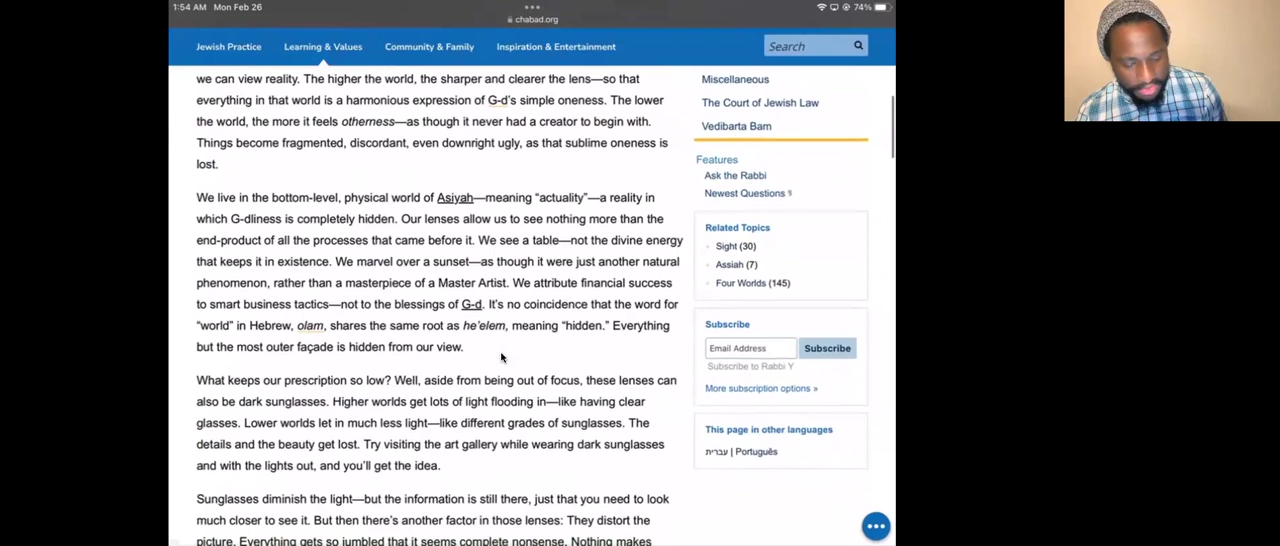 1:54 AM Mon Feb 26
74%
chabad.org
Jewish Practice
Learning & Values
Community & Family
Inspiration & Entertainment
Search
we can view reality. The higher the world, the sharper and clearer the lens—so that
everything in that world is a harmonious expression of G-d's simple oneness. The lower
the world, the more it feels otherness—as though it never had a creator to begin with.
Things become fragmented, discordant, even downright ugly, as that sublime oneness is
lost.
We live in the bottom-level, physical world of Asiyah—meaning “actuality”—a reality in
which G-dliness is completely hidden. Our lenses allow us to see nothing more than the
end-product of all the processes that came before it. We see a table—not the divine energy
that keeps it in existence. We marvel over a sunset—as though it were just another natural
phenomenon, rather than a masterpiece of a Master Artist. We attribute financial success
to smart business tactics—not to the blessings of G-d. It’s no coincidence that the word for
“world” in Hebrew, olam, shares the same root as he’elem, meaning “hidden.” Everything
but the most outer façade is hidden from our view.
What keeps our prescription so low? Well, aside from being out of focus, these lenses can
also be dark sunglasses. Higher worlds get lots of light flooding in—like having clear
glasses. Lower worlds let in much less light—like different grades of sunglasses. The
details and the beauty get lost. Try visiting the art gallery while wearing dark sunglasses
and with the lights out, and you’ll get the idea.
Sunglasses diminish the light—but the information is still there, just that you need to look
much closer to see it. But then there’s another factor in those lenses: They distort the
picture. Everything gets so jumbled that it seems complete nonsense. Nothing makes
Miscellaneous
The Court of Jewish Law
Vedibarta Bam
Features
Ask the Rabbi
Newest Questions
Related Topics
Sight (30)
Assiah (7)
Four Worlds (145)
Subscribe
Email Address
Subscribe
Subscribe to Rabbi Y
More subscription options »
This page in other languages
עברית | Português